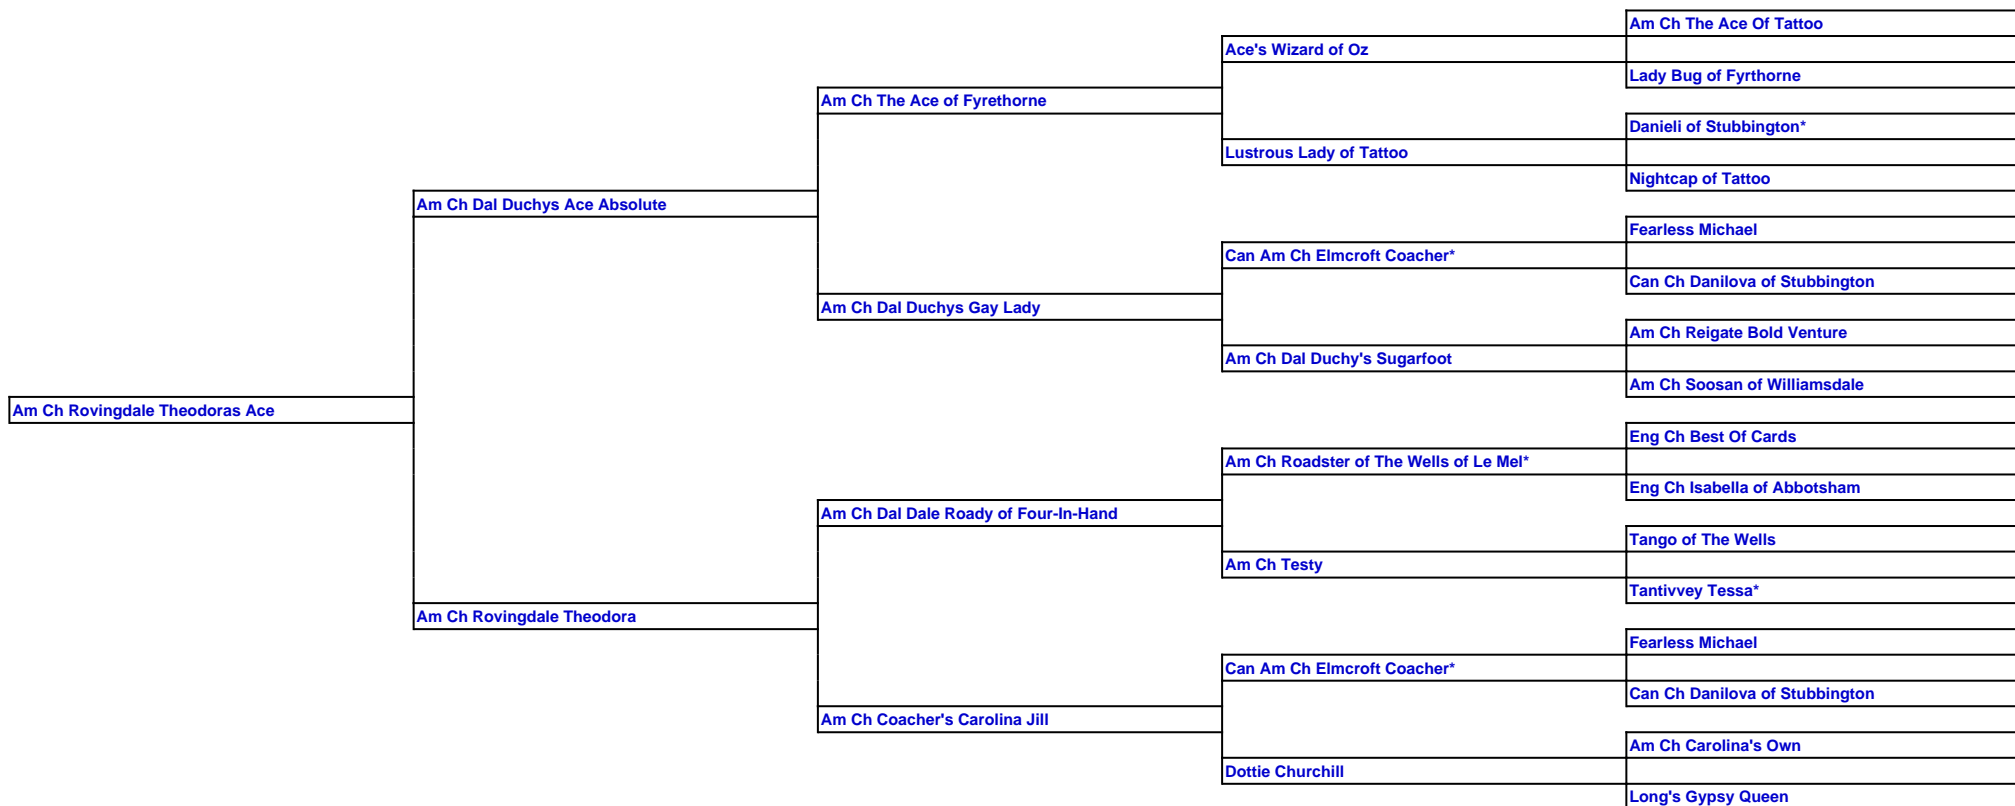 Am Ch The Ace Of Tattoo
Ace's Wizard of Oz
Lady Bug of Fyrthorne
Am Ch The Ace of Fyrethorne
Danieli of Stubbington*
Lustrous Lady of Tattoo
Nightcap of Tattoo
Am Ch Dal Duchys Ace Absolute
Fearless Michael
Can Am Ch Elmcroft Coacher*
Can Ch Danilova of Stubbington
Am Ch Dal Duchys Gay Lady
Am Ch Reigate Bold Venture
Am Ch Dal Duchy's Sugarfoot
Am Ch Soosan of Williamsdale
Am Ch Rovingdale Theodoras Ace
Eng Ch Best Of Cards
Am Ch Roadster of The Wells of Le Mel*
Eng Ch Isabella of Abbotsham
Am Ch Dal Dale Roady of Four-In-Hand
Tango of The Wells
Am Ch Testy
Tantivvey Tessa*
Am Ch Rovingdale Theodora
Fearless Michael
Can Am Ch Elmcroft Coacher*
Can Ch Danilova of Stubbington
Am Ch Coacher's Carolina Jill
Am Ch Carolina's Own
Dottie Churchill
Long's Gypsy Queen